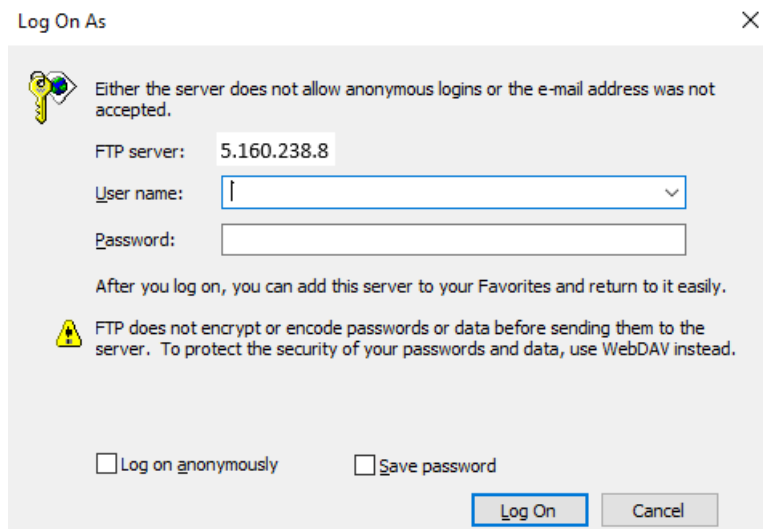 Log On As
Either the server does not allow anonymous logins or the e-mail address was not
accepted.
FTP server: 5.160.238.8
User name:
Password:
After you log on, you can add this server to your Favorites and return to it easily.
FTP does not encrypt or encode passwords or data before sending them to the
server. To protect the security of your passwords and data, use WebDAV instead.
Log on anonymously Save password
Log On Cancel